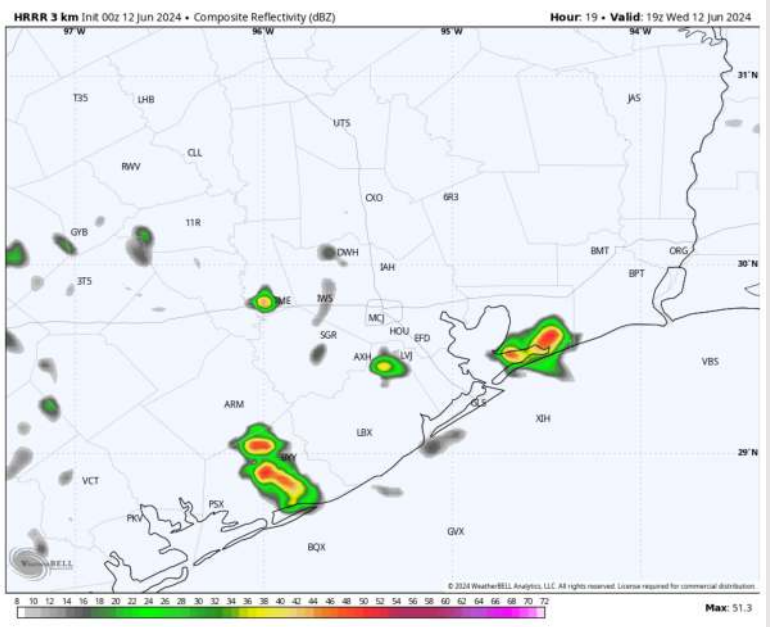 HRRR 3 km Init 00z 12 Jun 2024 • Composite Reflectivity (dBZ) Hour: 19 • Valid: 19z Wed 12 Jun 2024
97°W 96°W 95°W 94°W
31°N
T35 LHB JAS
UTS
CLL
RWV
OXO 6R3
11R
GYB
DWH BMT ORG
30°N
IAH
BPT
3T5
IWS
MCJ
HOU
SGR EFD
AXH LVJ
VBS
ARM GLS
XIH
LBX
29°N
BYY
VCT
PSX
PKV
GVX
BQX
WEATHERBELL
© 2024 WeatherBELL Analytics, LLC. All rights reserved. License required for commercial distribution.
8 10 12 14 16 18 20 22 24 26 28 30 32 34 36 38 40 42 44 46 48 50 52 54 56 58 60 62 64 66 68 70 72
Max: 51.3